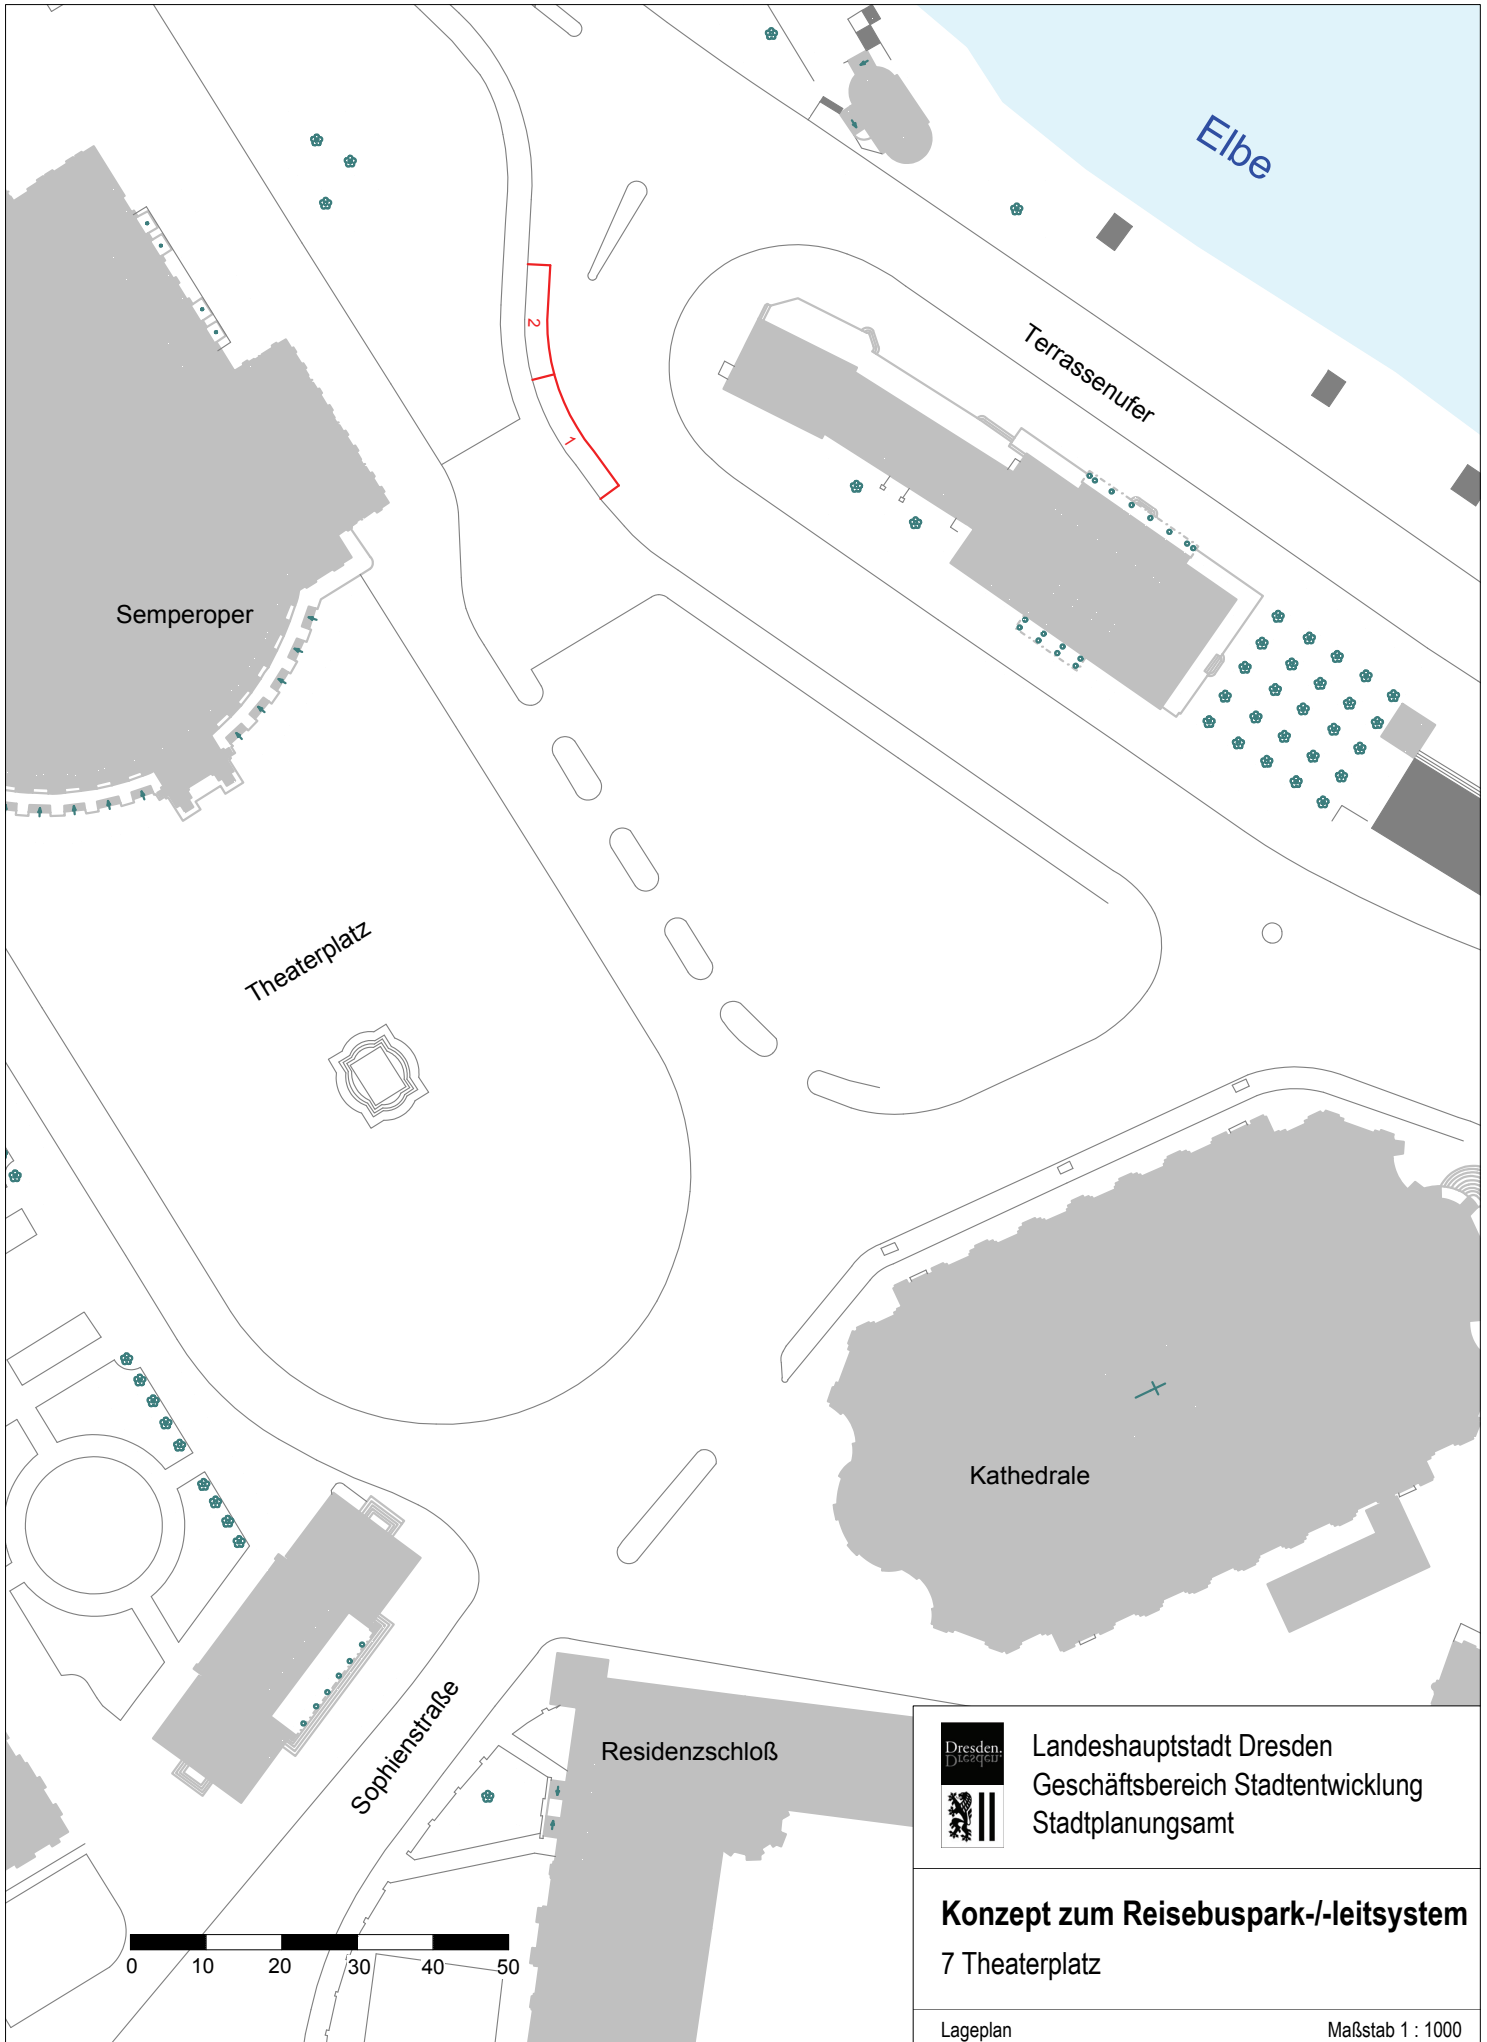 Elbe
Terrassenufer
2
1
Semperoper
Theaterplatz
Kathedrale
Sophienstraße
Residenzschloß
0 10 20 30 40 50
Dresden.
Dresden.
Landeshauptstadt Dresden
Geschäftsbereich Stadtentwicklung
Stadtplanungsamt
Konzept zum Reisebuspark-/-leitsystem
7 Theaterplatz
Lageplan Maßstab 1 : 1000